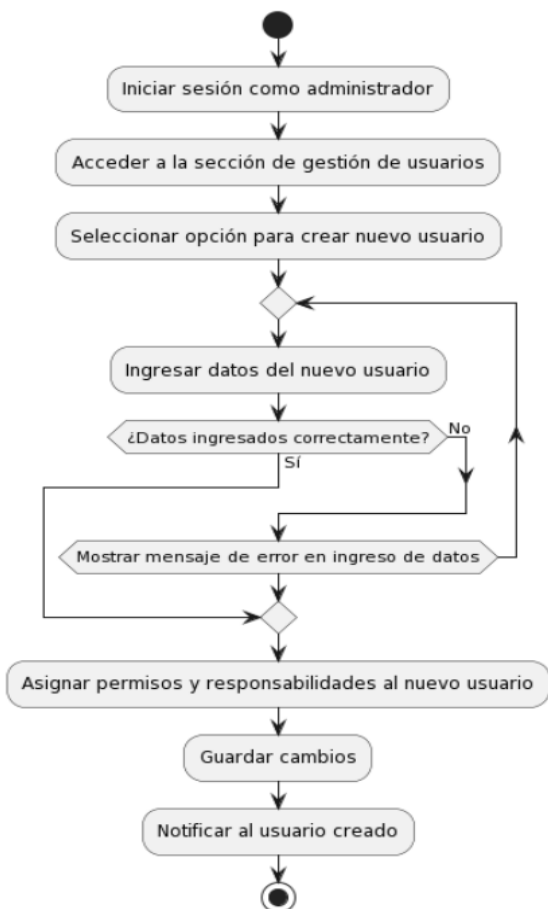 Iniciar sesión como administrador
Acceder a la sección de gestión de usuarios
Seleccionar opción para crear nuevo usuario
Ingresar datos del nuevo usuario
¿Datos ingresados correctamente?
No
Sí
Mostrar mensaje de error en ingreso de datos
Asignar permisos y responsabilidades al nuevo usuario
Guardar cambios
Notificar al usuario creado